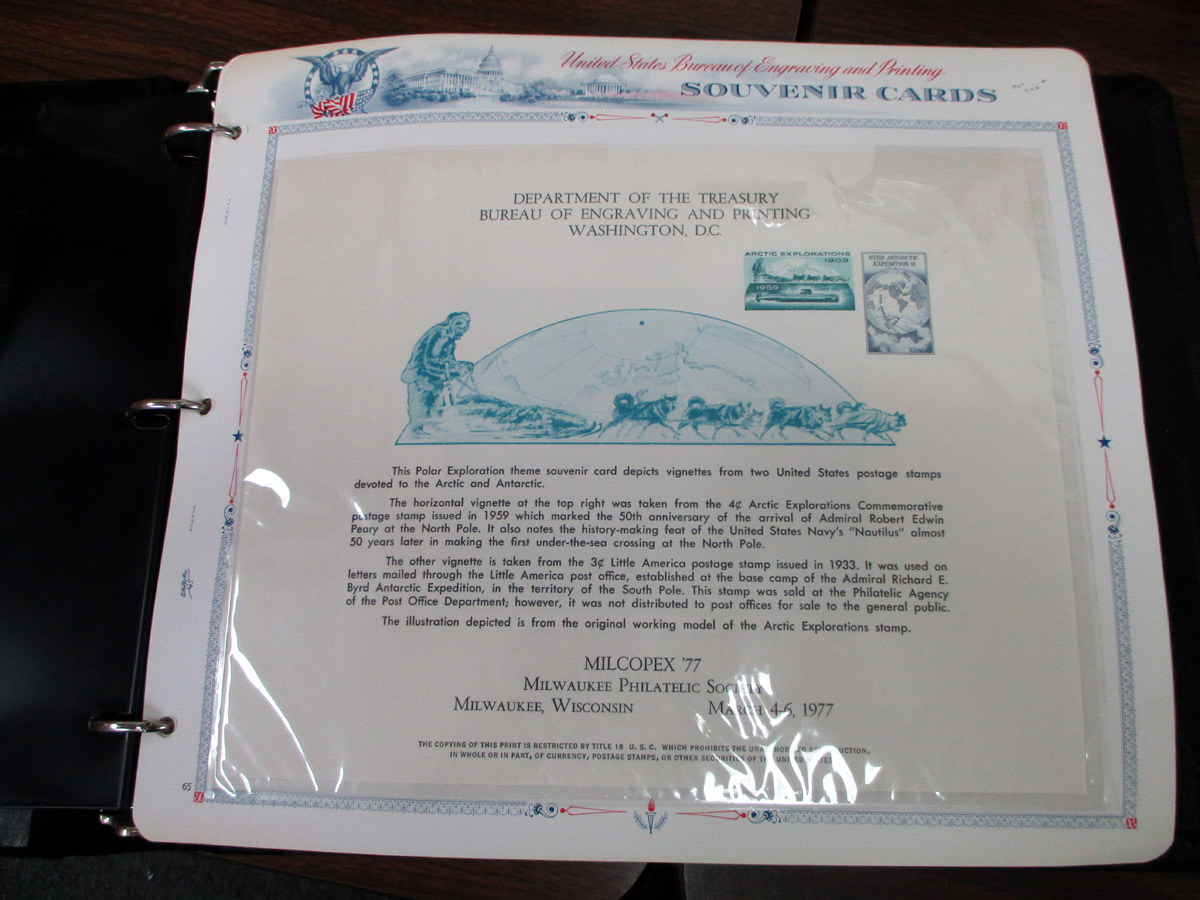 United States Bureau of Engraving and Printing
SOUVENIR CARDS
DEPARTMENT OF THE TREASURY
BUREAU OF ENGRAVING AND PRINTING
WASHINGTON, D.C.
ARCTIC EXPLORATIONS
1909
1959
BYRD ANTARCTIC
EXPEDITION II
This Polar Exploration theme souvenir card depicts vignettes from two United States postage stamps
devoted to the Arctic and Antarctic.
The horizontal vignette at the top right was taken from the 4¢ Arctic Explorations Commemorative
postage stamp issued in 1959 which marked the 50th anniversary of the arrival of Admiral Robert Edwin
Peary at the North Pole. It also notes the history-making feat of the United States Navy's "Nautilus" almost
50 years later in making the first under-the-sea crossing at the North Pole.
The other vignette is taken from the 3¢ Little America postage stamp issued in 1933. It was used on
letters mailed through the Little America post office, established at the base camp of the Admiral Richard E.
Byrd Antarctic Expedition, in the territory of the South Pole. This stamp was sold at the Philatelic Agency
of the Post Office Department; however, it was not distributed to post offices for sale to the general public.
The illustration depicted is from the original working model of the Arctic Explorations stamp.
MILCOPEX '77
MILWAUKEE PHILATELIC SOCIETY
MILWAUKEE, WISCONSIN MARCH 4-6, 1977
THE COPYING OF THIS PRINT IS RESTRICTED BY TITLE 18 U. S. C. WHICH PROHIBITS THE UNAUTHORIZED REPRODUCTION,
IN WHOLE OR IN PART, OF CURRENCY, POSTAGE STAMPS, OR OTHER SECURITIES OF THE UNITED STATES
65